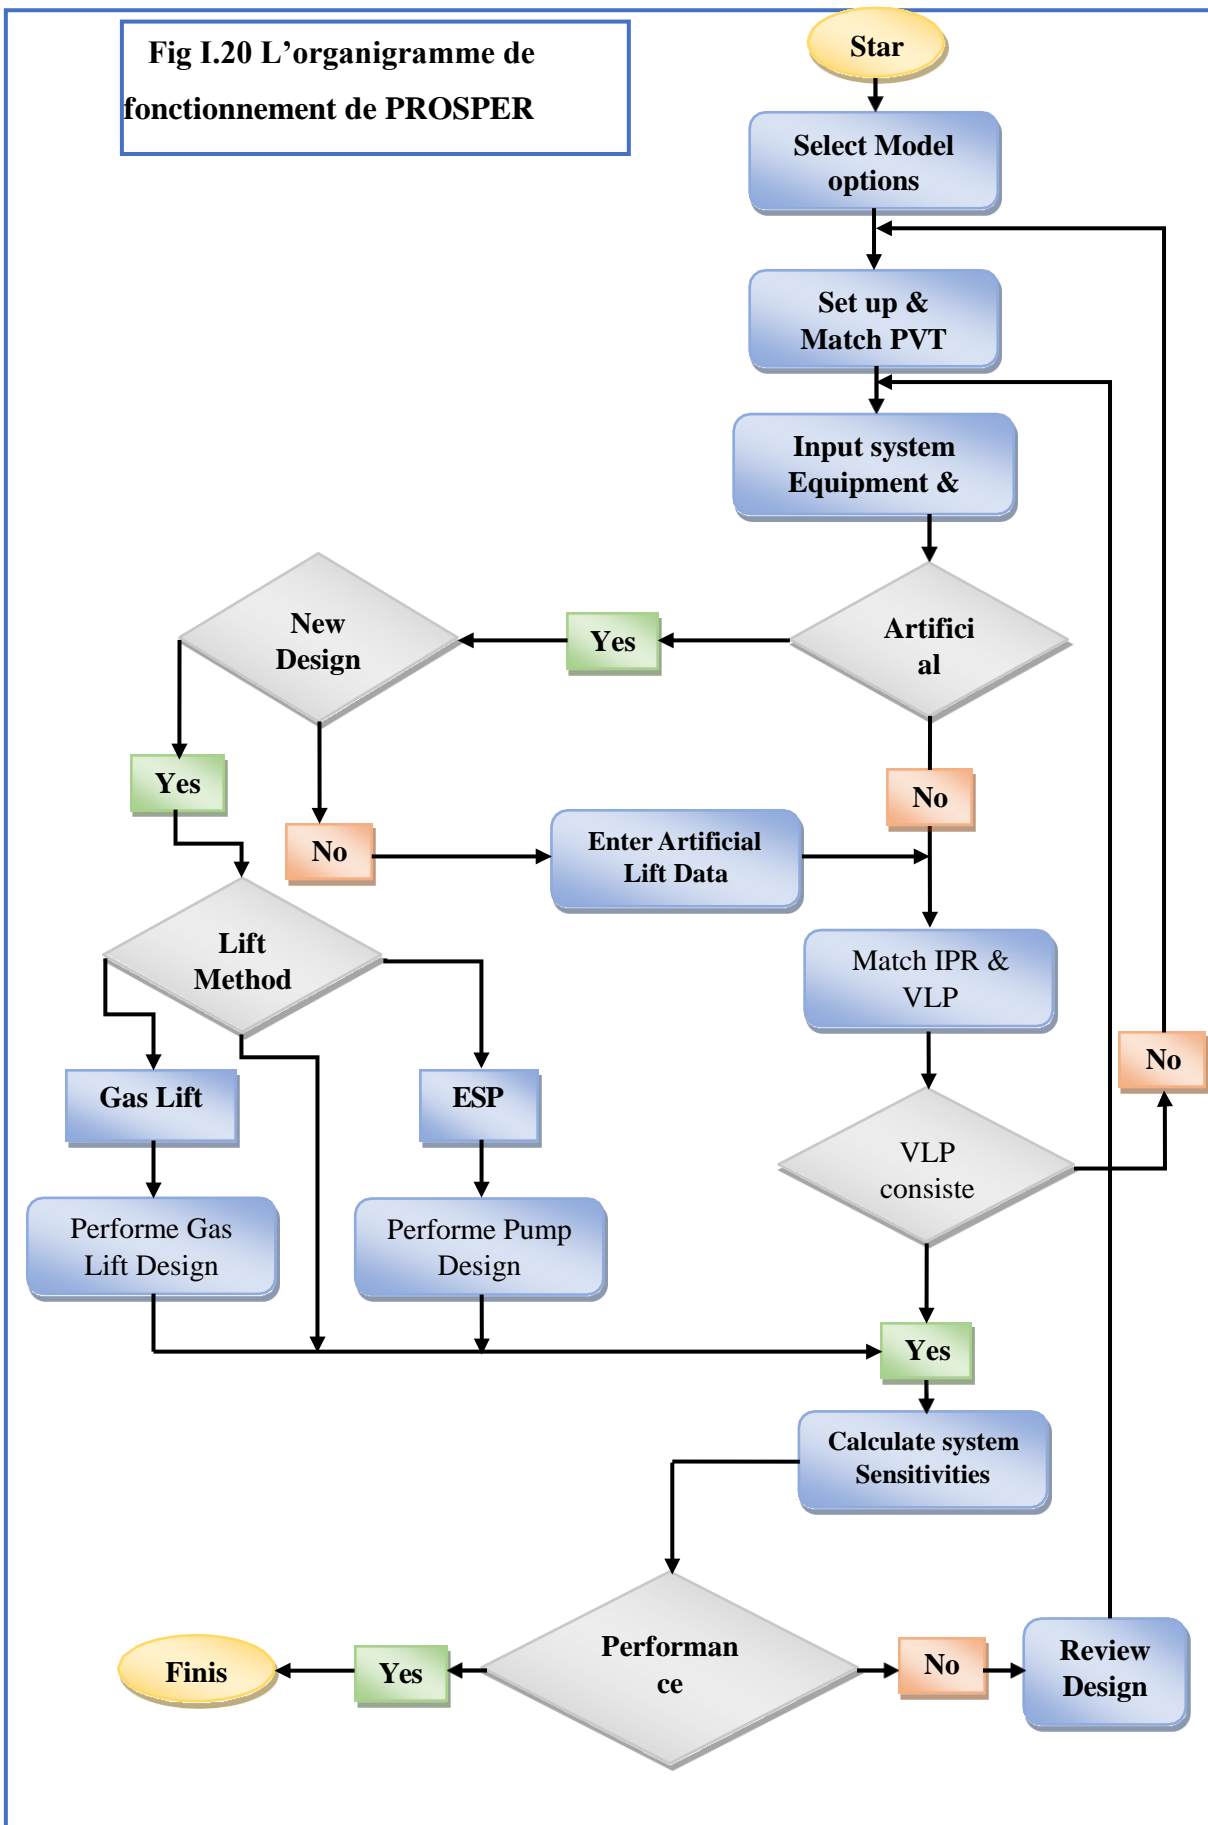 Fig I.20 L'organigramme de
fonctionnement de PROSPER
Star
Select Model
options
Set up &
Match PVT
Input system
Equipment &
Artifici
al
Yes
New
Design
Yes
No
No
Enter Artificial
Lift Data
Lift
Method
Match IPR &
VLP
Gas Lift
ESP
No
VLP
consiste
Performe Gas
Lift Design
Performe Pump
Design
Yes
Calculate system
Sensitivities
Performan
ce
Yes
Finis
No
Review
Design